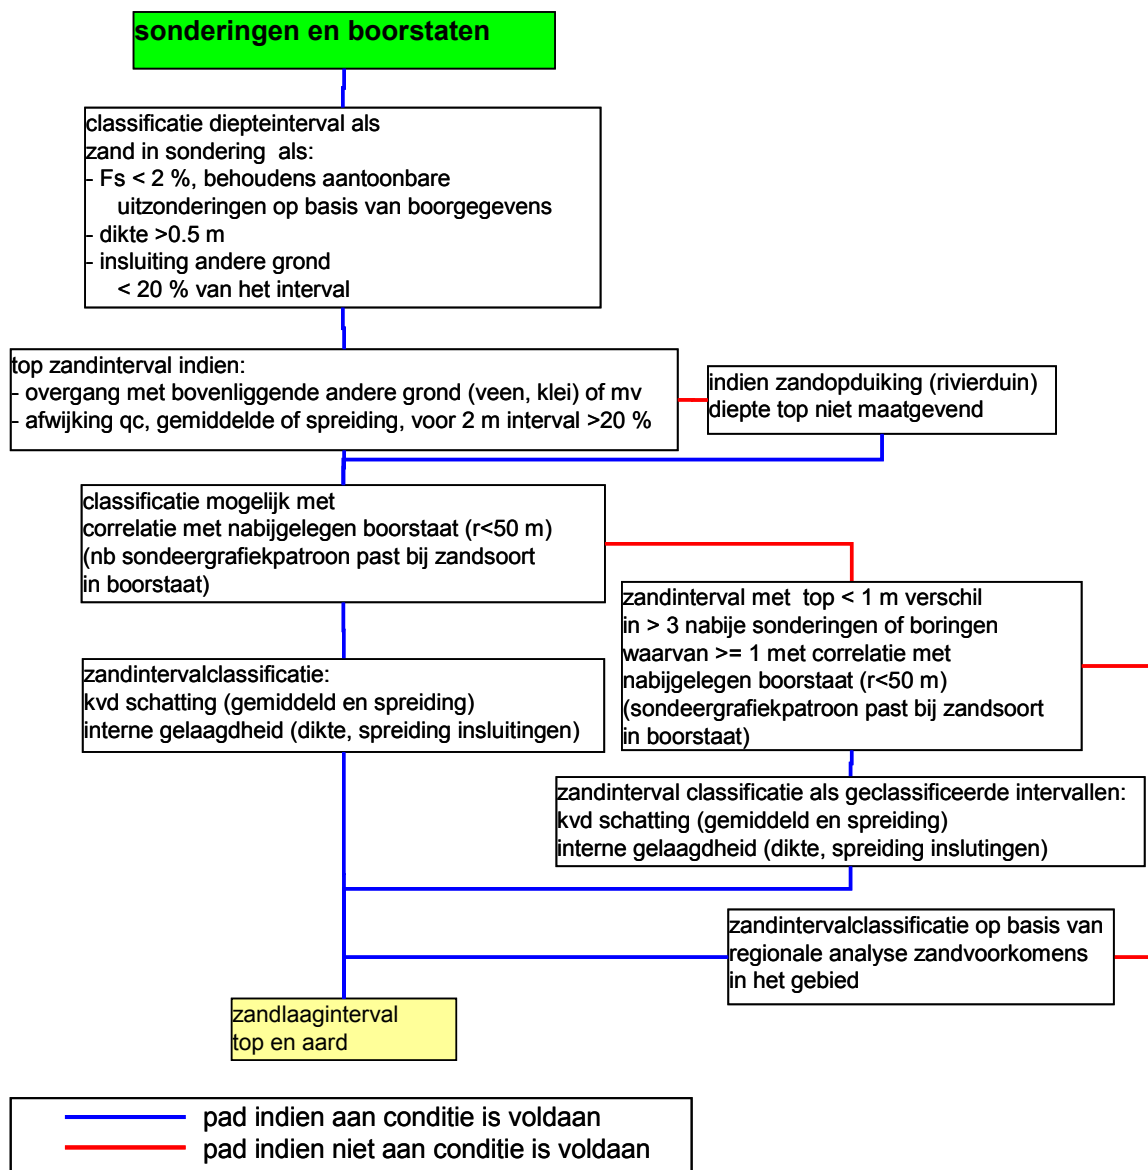 sonderingen en boorstaten
classificatie diepteinterval als
zand in sondering  als:
- Fs < 2 %, behoudens aantoonbare
uitzonderingen op basis van boorgegevens
- dikte >0.5 m
- insluiting andere grond
< 20 % van het interval
top zandinterval indien:
- overgang met bovenliggende andere grond (veen, klei) of mv
- afwijking qc, gemiddelde of spreiding, voor 2 m interval >20 %
indien zandopduiking (rivierduin)
diepte top niet maatgevend
classificatie mogelijk met
correlatie met nabijgelegen boorstaat (r<50 m)
(nb sondeergrafiekpatroon past bij zandsoort
in boorstaat)
zandinterval met  top < 1 m verschil
in > 3 nabije sonderingen of boringen
waarvan >= 1 met correlatie met
nabijgelegen boorstaat (r<50 m)
(sondeergrafiekpatroon past bij zandsoort
in boorstaat)
zandintervalclassificatie:
kvd schatting (gemiddeld en spreiding)
interne gelaagdheid (dikte, spreiding insluitingen)
zandinterval classificatie als geclassificeerde intervallen:
kvd schatting (gemiddeld en spreiding)
interne gelaagdheid (dikte, spreiding inslutingen)
zandintervalclassificatie op basis van
regionale analyse zandvoorkomens
in het gebied
zandlaaginterval
top en aard
pad indien aan conditie is voldaan
pad indien niet aan conditie is voldaan